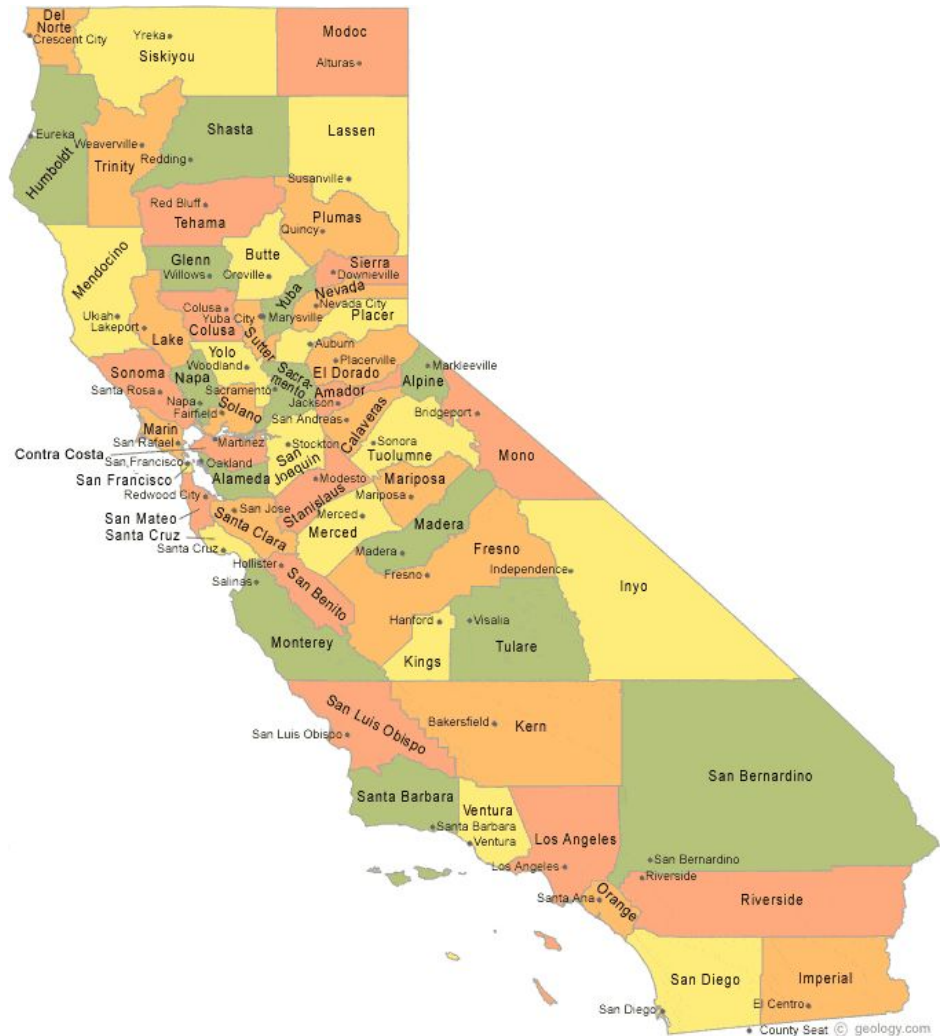 Del
Norte
Crescent City
Yreka
Siskiyou
Modoc
Alturas
Eureka
Humboldt
Weaverville
Trinity
Shasta
Redding
Lassen
Susanville
Red Bluff
Tehama
Plumas
Quincy
Mendocino
Ukiah
Glenn
Willows
Butte
Oroville
Sierra
Downieville
Nevada
Nevada City
Yuba
Marysville
Placer
Auburn
Colusa
Yuba City
Colusa
Sutter
Lakeport
Lake
Yolo
Woodland
El Dorado
Placerville
Sonoma
Santa Rosa
Napa
Napa
Sacra-
mento
Sacramento
Amador
Jackson
Alpine
Markleeville
Solano
Fairfield
San Andreas
Calaveras
Bridgeport
Mono
Marin
San Rafael
Contra Costa
Martinez
San Francisco
San Francisco
Oakland
Alameda
Stockton
San
Joaquin
Sonora
Tuolumne
Redwood City
San Mateo
Santa Cruz
Santa Cruz
San Jose
Santa Clara
Modesto
Stanislaus
Mariposa
Mariposa
Merced
Merced
Madera
Madera
Fresno
Fresno
Independence
Inyo
Hollister
San Benito
Salinas
Monterey
Hanford
Kings
Visalia
Tulare
San Luis Obispo
San Luis Obispo
Bakersfield
Kern
San Bernardino
San Bernardino
Santa Barbara
Santa Barbara
Ventura
Ventura
Los Angeles
Los Angeles
Santa Ana
Orange
Riverside
Riverside
San Diego
San Diego
Imperial
El Centro
County Seat © geology.com